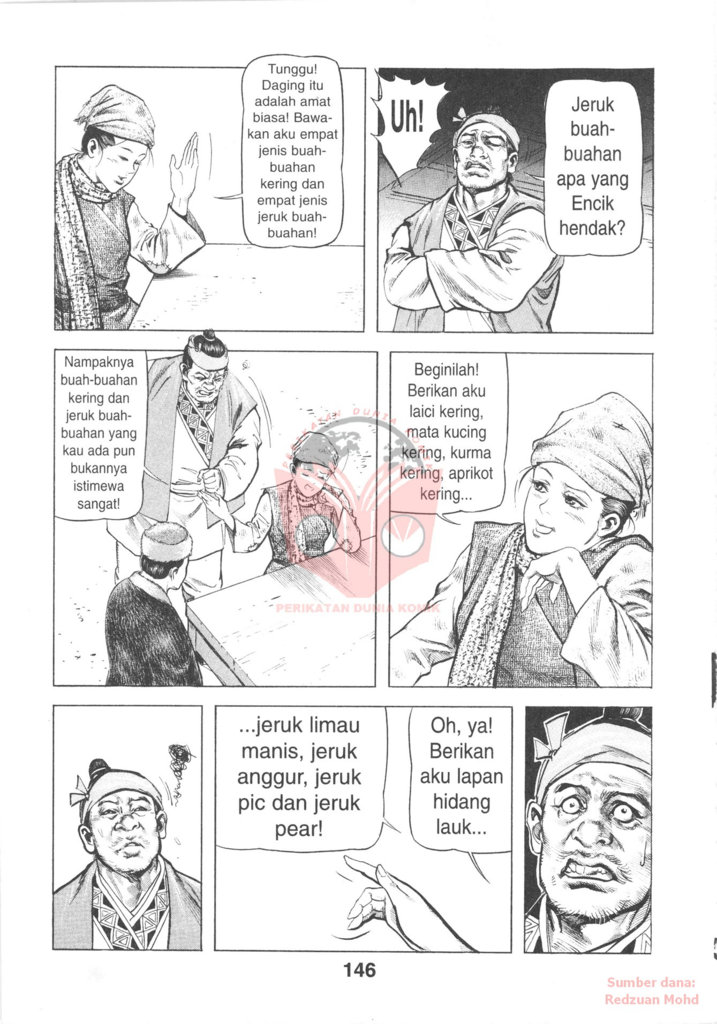 Tunggu!
Daging itu
adalah amat
biasa! Bawa-
kan aku empat
jenis buah-
buahan
kering dan
empat jenis
jeruk buah-
buahan!
Uh!
Jeruk
buah-
buahan
apa yang
Encik
hendak?
Nampaknya
buah-buahan
kering dan
jeruk buah-
buahan yang
kau ada pun
bukannya
istimewa
sangat!
Beginilah!
Berikan aku
laici kering,
mata kucing
kering, kurma
kering, aprikot
kering...
...jeruk limau
manis, jeruk
anggur, jeruk
pic dan jeruk
pear!
Oh, ya!
Berikan
aku lapan
hidang
lauk...
PERIKATAN DUNIA KOMIK
146
Sumber dana:
Redzuan Mohd